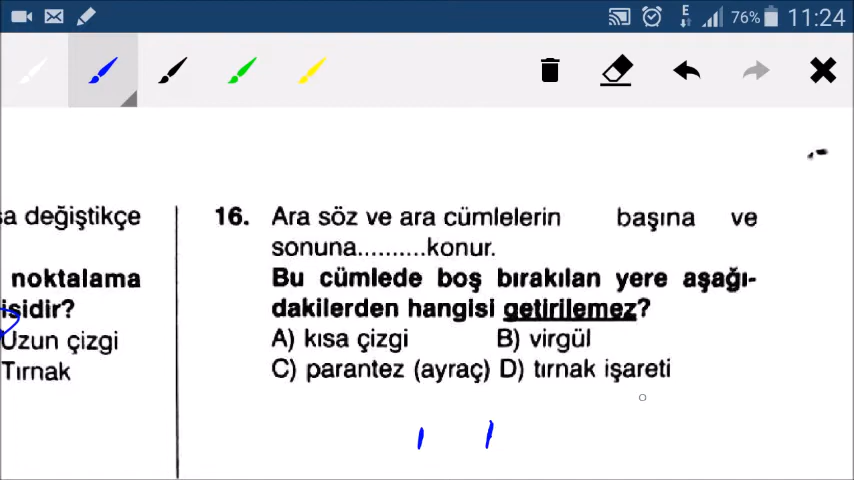 E
76% 11:24
sa değiştikçe
noktalama
isidir?
Uzun çizgi
Tırnak
16. Ara söz ve ara cümlelerin başına ve
sonuna..........konur.
Bu cümlede boş bırakılan yere aşağı-
dakilerden hangisi getirilemez?
A) kısa çizgi B) virgül
C) parantez (ayraç) D) tırnak işareti